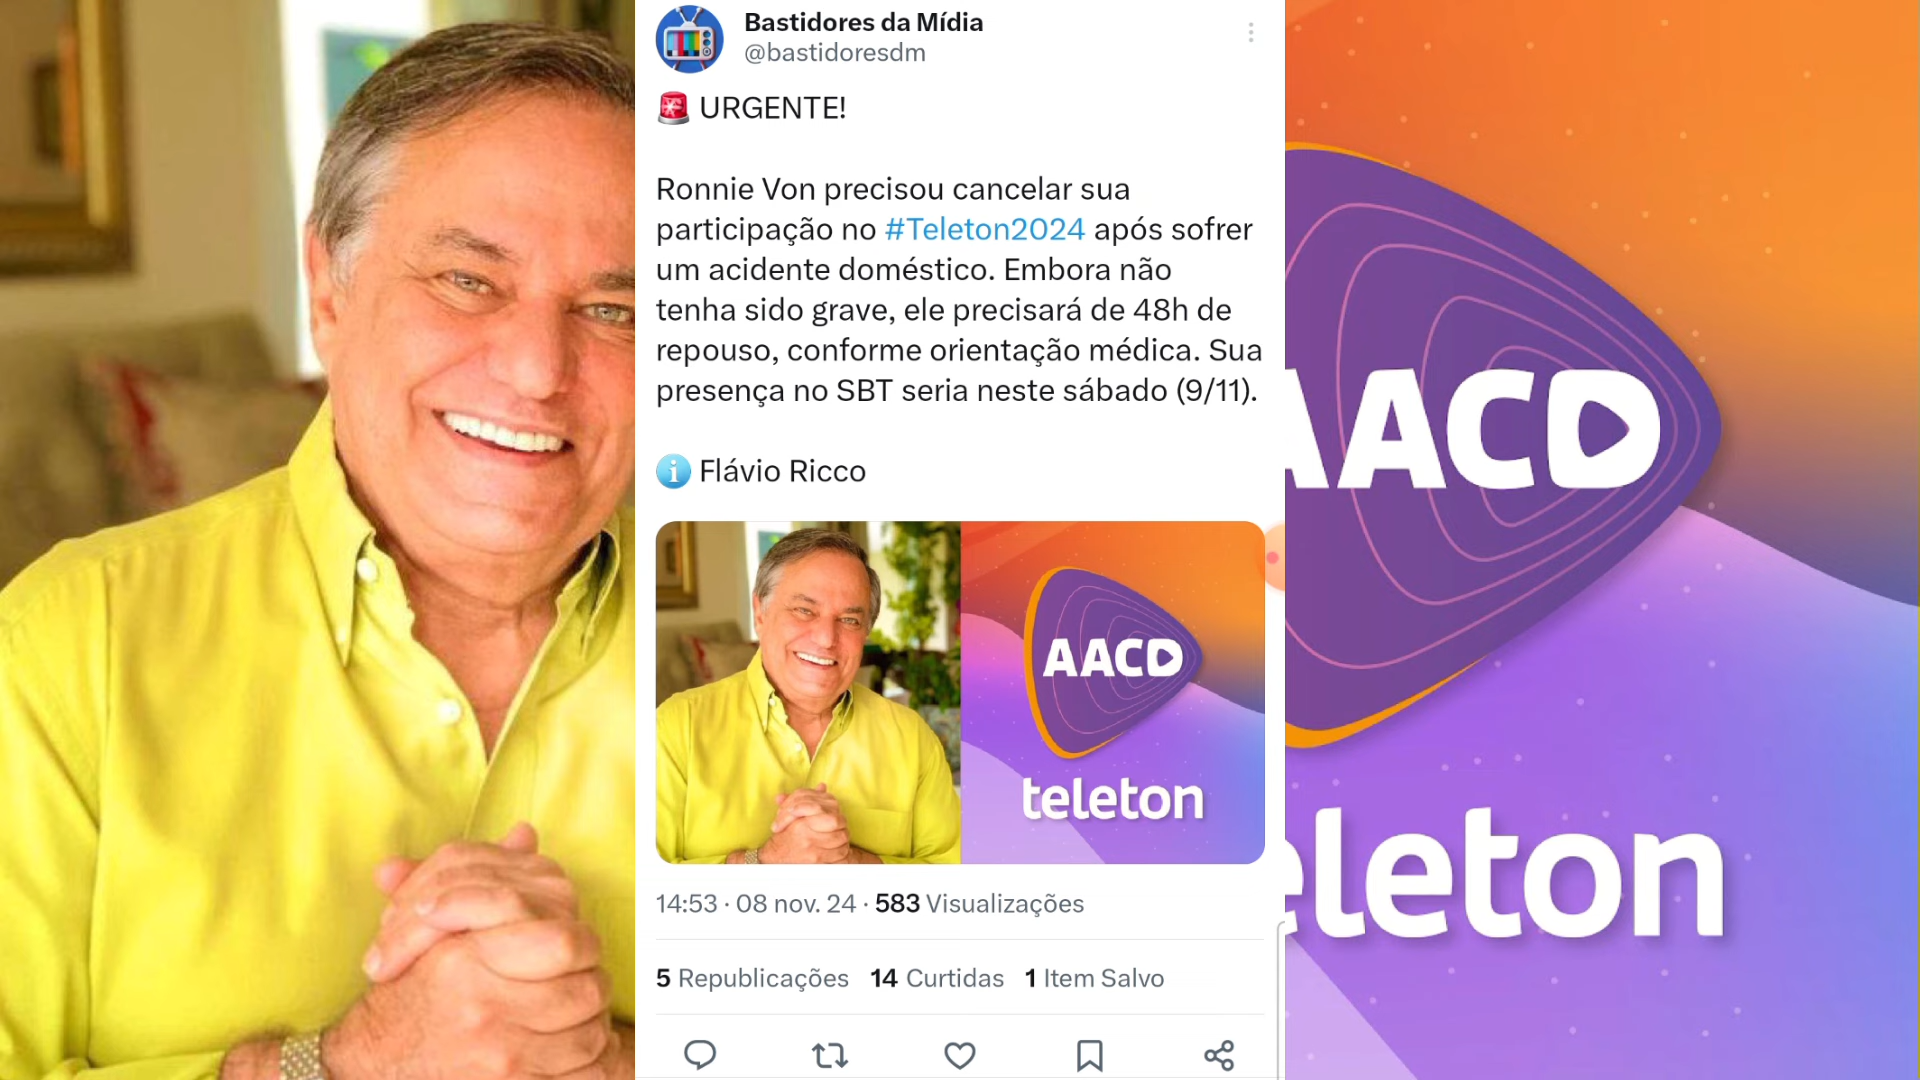 Bastidores da Mídia
@bastidoresdm
🚨 URGENTE!
Ronnie Von precisou cancelar sua
participação no #Teleton2024 após sofrer
um acidente doméstico. Embora não
tenha sido grave, ele precisará de 48h de
repouso, conforme orientação médica. Sua
presença no SBT seria neste sábado (9/11).
ℹ️ Flávio Ricco
AACD
teleton
14:53 · 08 nov. 24 · 583 Visualizações
5 Republicações 14 Curtidas 1 Item Salvo
AACD
eleton